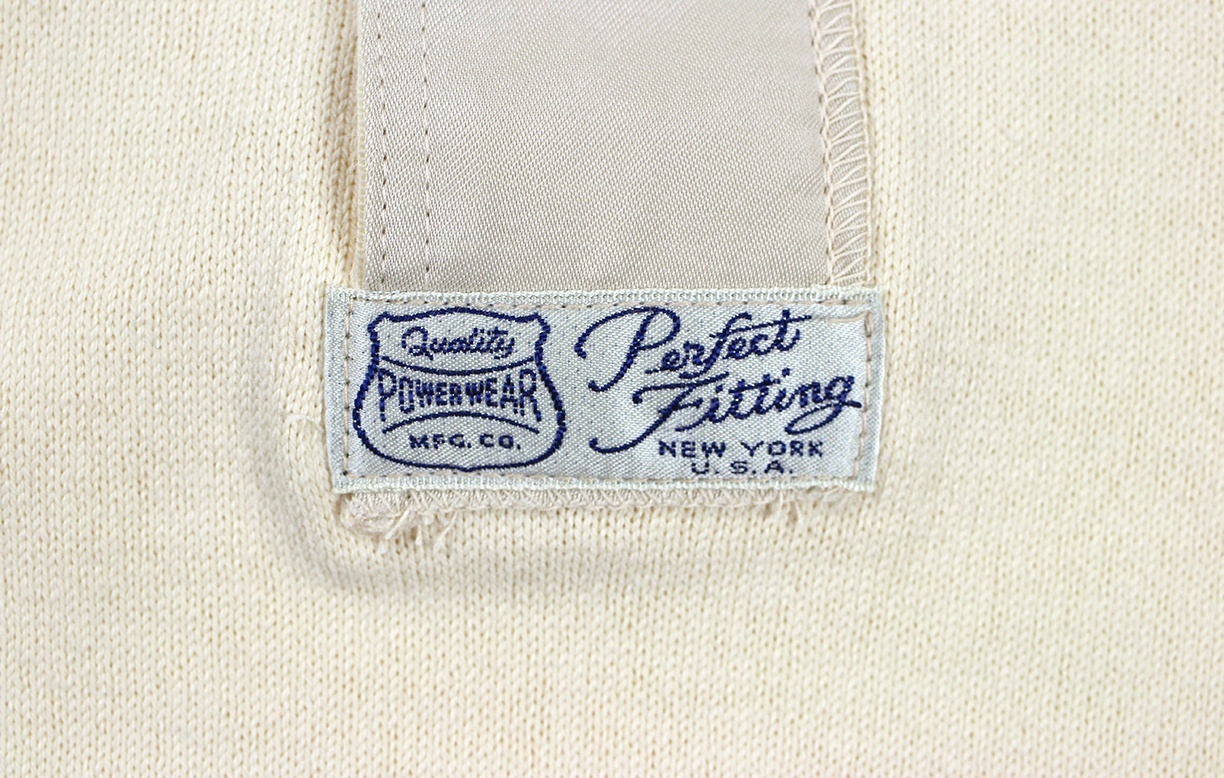 Quality
POWERWEAR
MFG. CO.
Perfect
Fitting
NEW YORK
U.S.A.